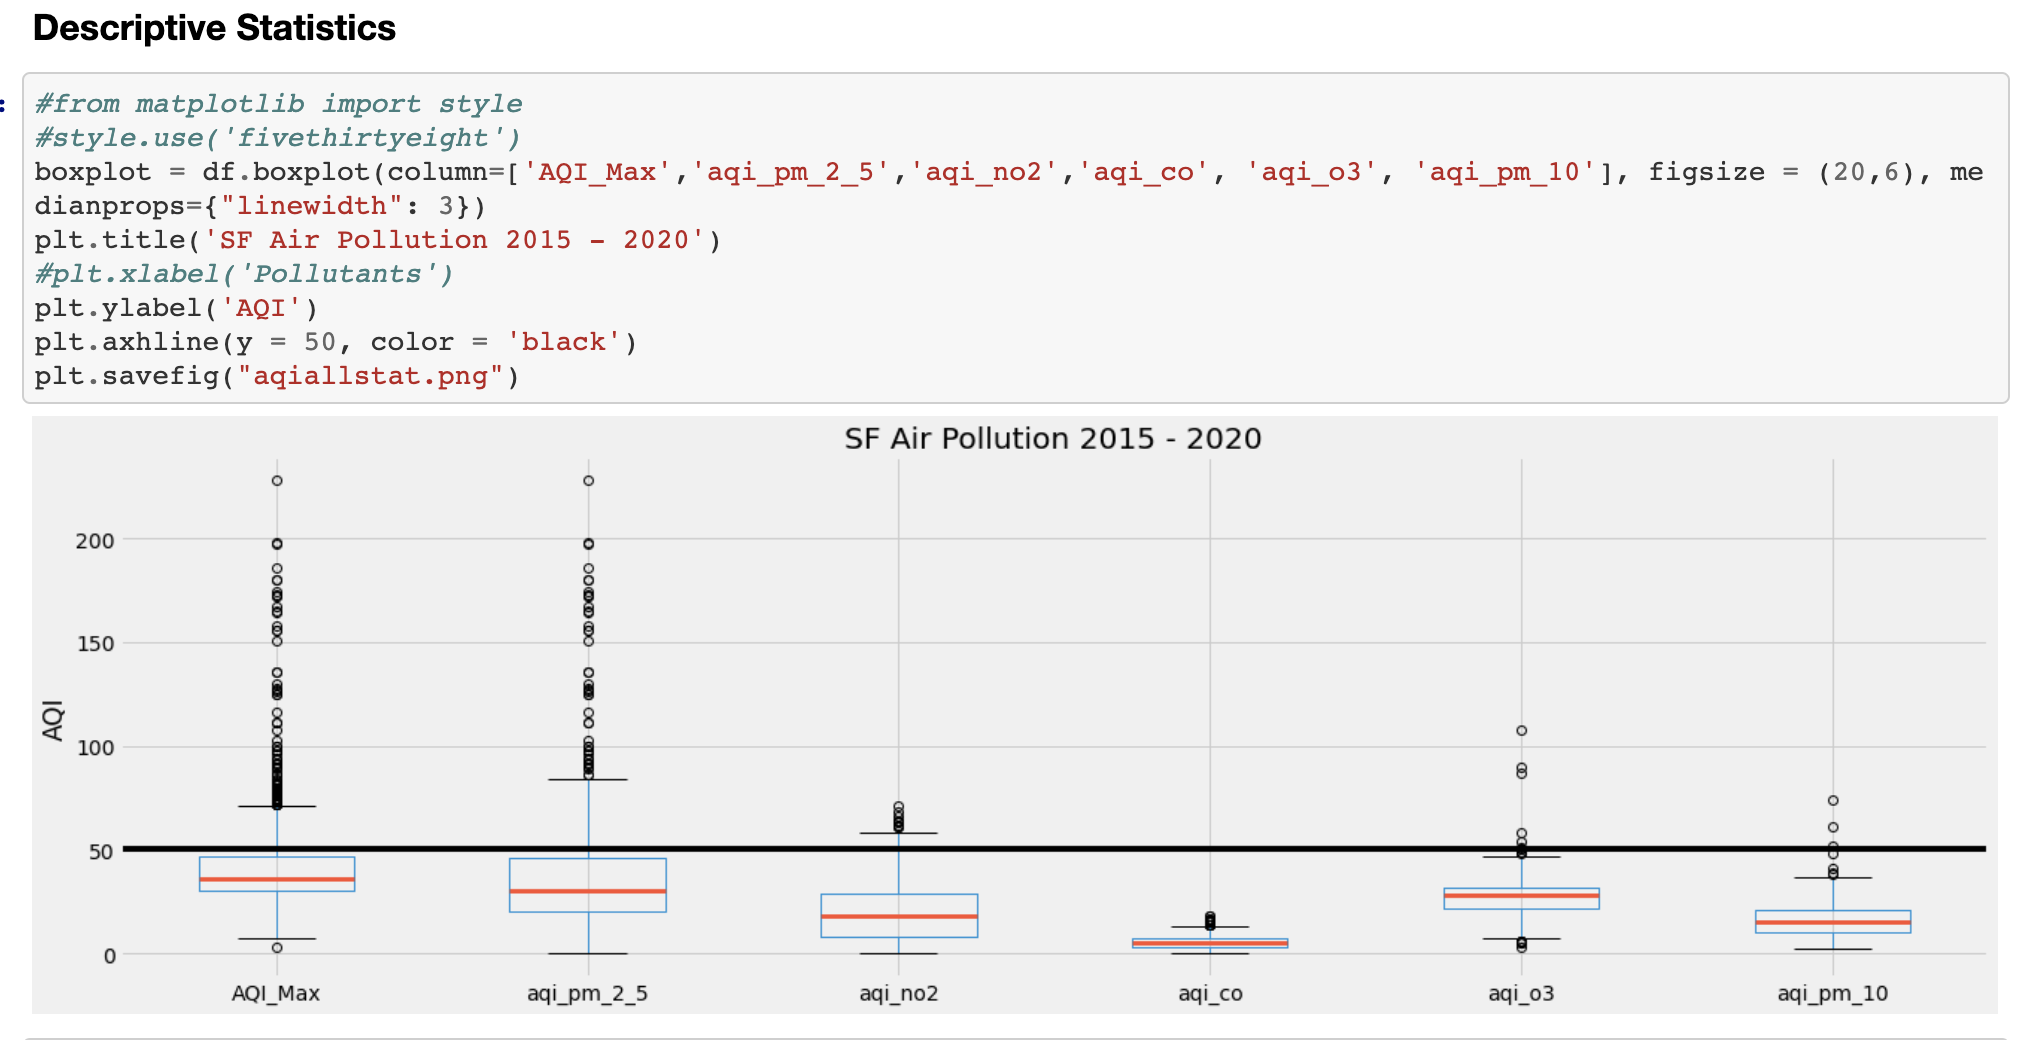 Descriptive Statistics
:
#from matplotlib import style
#style.use('fivethirtyeight')
boxplot = df.boxplot(column=['AQI_Max','aqi_pm_2_5','aqi_no2','aqi_co', 'aqi_o3', 'aqi_pm_10'], figsize = (20,6), me
dianprops={"linewidth": 3})
plt.title('SF Air Pollution 2015 - 2020')
#plt.xlabel('Pollutants')
plt.ylabel('AQI')
plt.axhline(y = 50, color = 'black')
plt.savefig("aqiallstat.png")
SF Air Pollution 2015 - 2020
200
150
100
50
0
AQI
AQI_Max aqi_pm_2_5 aqi_no2 aqi_co aqi_o3 aqi_pm_10